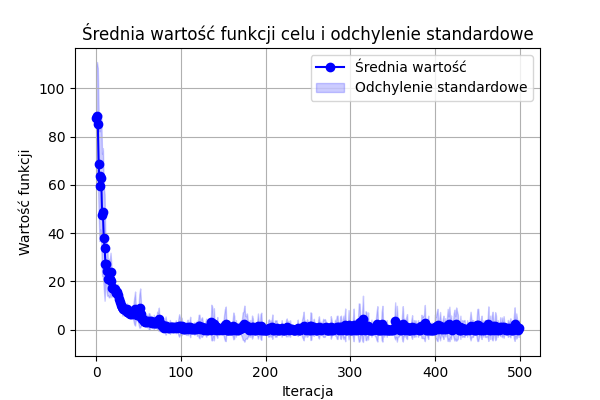 Średnia wartość funkcji celu i odchylenie standardowe
Średnia wartość
Odchylenie standardowe
Wartość funkcji
100
80
60
40
20
0
0 100 200 300 400 500
Iteracja